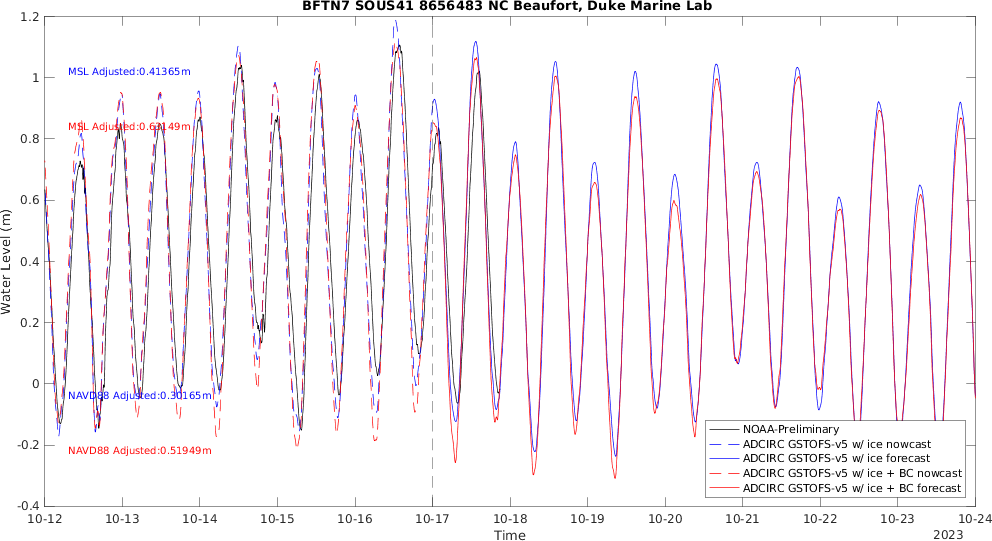 BFTN7 SOUS41 8656483 NC Beaufort, Duke Marine Lab
Water Level (m)
1.2
1
0.8
0.6
0.4
0.2
0
-0.2
-0.4
MSL Adjusted:0.41365m
MSL Adjusted:0.63149m
NAVD88 Adjusted:0.30165m
NAVD88 Adjusted:0.51949m
NOAA-Preliminary
ADCIRC GSTOFS-v5 w/ ice nowcast
ADCIRC GSTOFS-v5 w/ ice forecast
ADCIRC GSTOFS-v5 w/ ice + BC nowcast
ADCIRC GSTOFS-v5 w/ ice + BC forecast
10-12 10-13 10-14 10-15 10-16 10-17 10-18 10-19 10-20 10-21 10-22 10-23 10-24
Time
2023